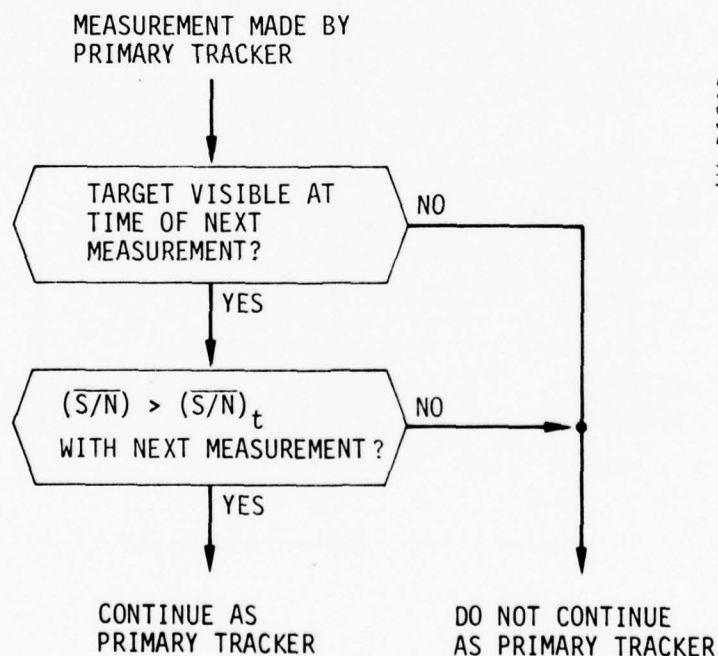 MEASUREMENT MADE BY
PRIMARY TRACKER
TARGET VISIBLE AT
TIME OF NEXT
MEASUREMENT?
NO
YES
(S̅/̅N̅) > (S̅/̅N̅)t
WITH NEXT MEASUREMENT?
NO
YES
CONTINUE AS
PRIMARY TRACKER
DO NOT CONTINUE
AS PRIMARY TRACKER